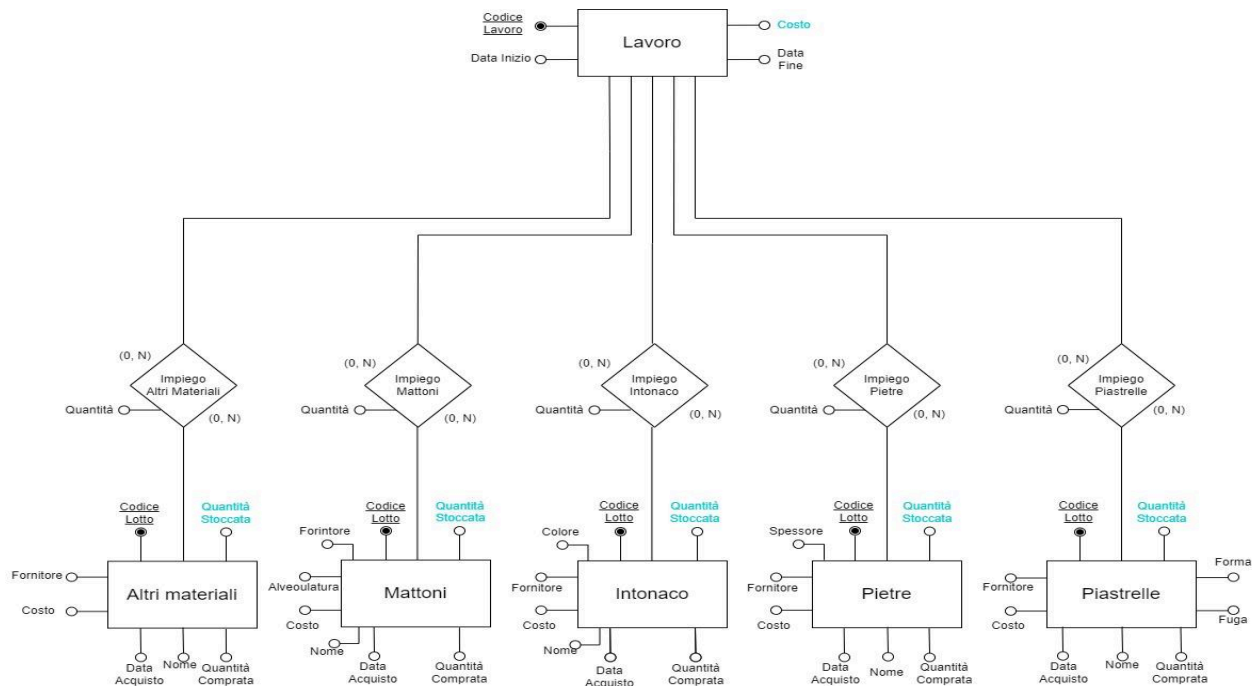 Codice
Lavoro
Costo
Lavoro
Data Inizio
Data
Fine
(0, N)
(0, N)
(0, N)
(0, N)
(0, N)
Impiego
Altri Materiali
Impiego
Mattoni
Impiego
Intonaco
Impiego
Pietre
Impiego
Piastrelle
Quantità
(0, N)
Quantità
(0, N)
Quantità
(0, N)
Quantità
(0, N)
Quantità
(0, N)
Codice
Lotto
Quantità
Stoccata
Fornitore
Costo
Altri materiali
Data
Acquisto
Nome
Quantità
Comprata
Codice
Lotto
Quantità
Stoccata
Forintore
Alveoulatura
Costo
Mattoni
Nome
Data
Acquisto
Quantità
Comprata
Codice
Lotto
Quantità
Stoccata
Colore
Fornitore
Costo
Intonaco
Nome
Data
Acquisto
Quantità
Comprata
Codice
Lotto
Quantità
Stoccata
Spessore
Fornitore
Costo
Pietre
Data
Acquisto
Nome
Quantità
Comprata
Codice
Lotto
Quantità
Stoccata
Forma
Fornitore
Costo
Piastrelle
Fuga
Data
Acquisto
Nome
Quantità
Comprata